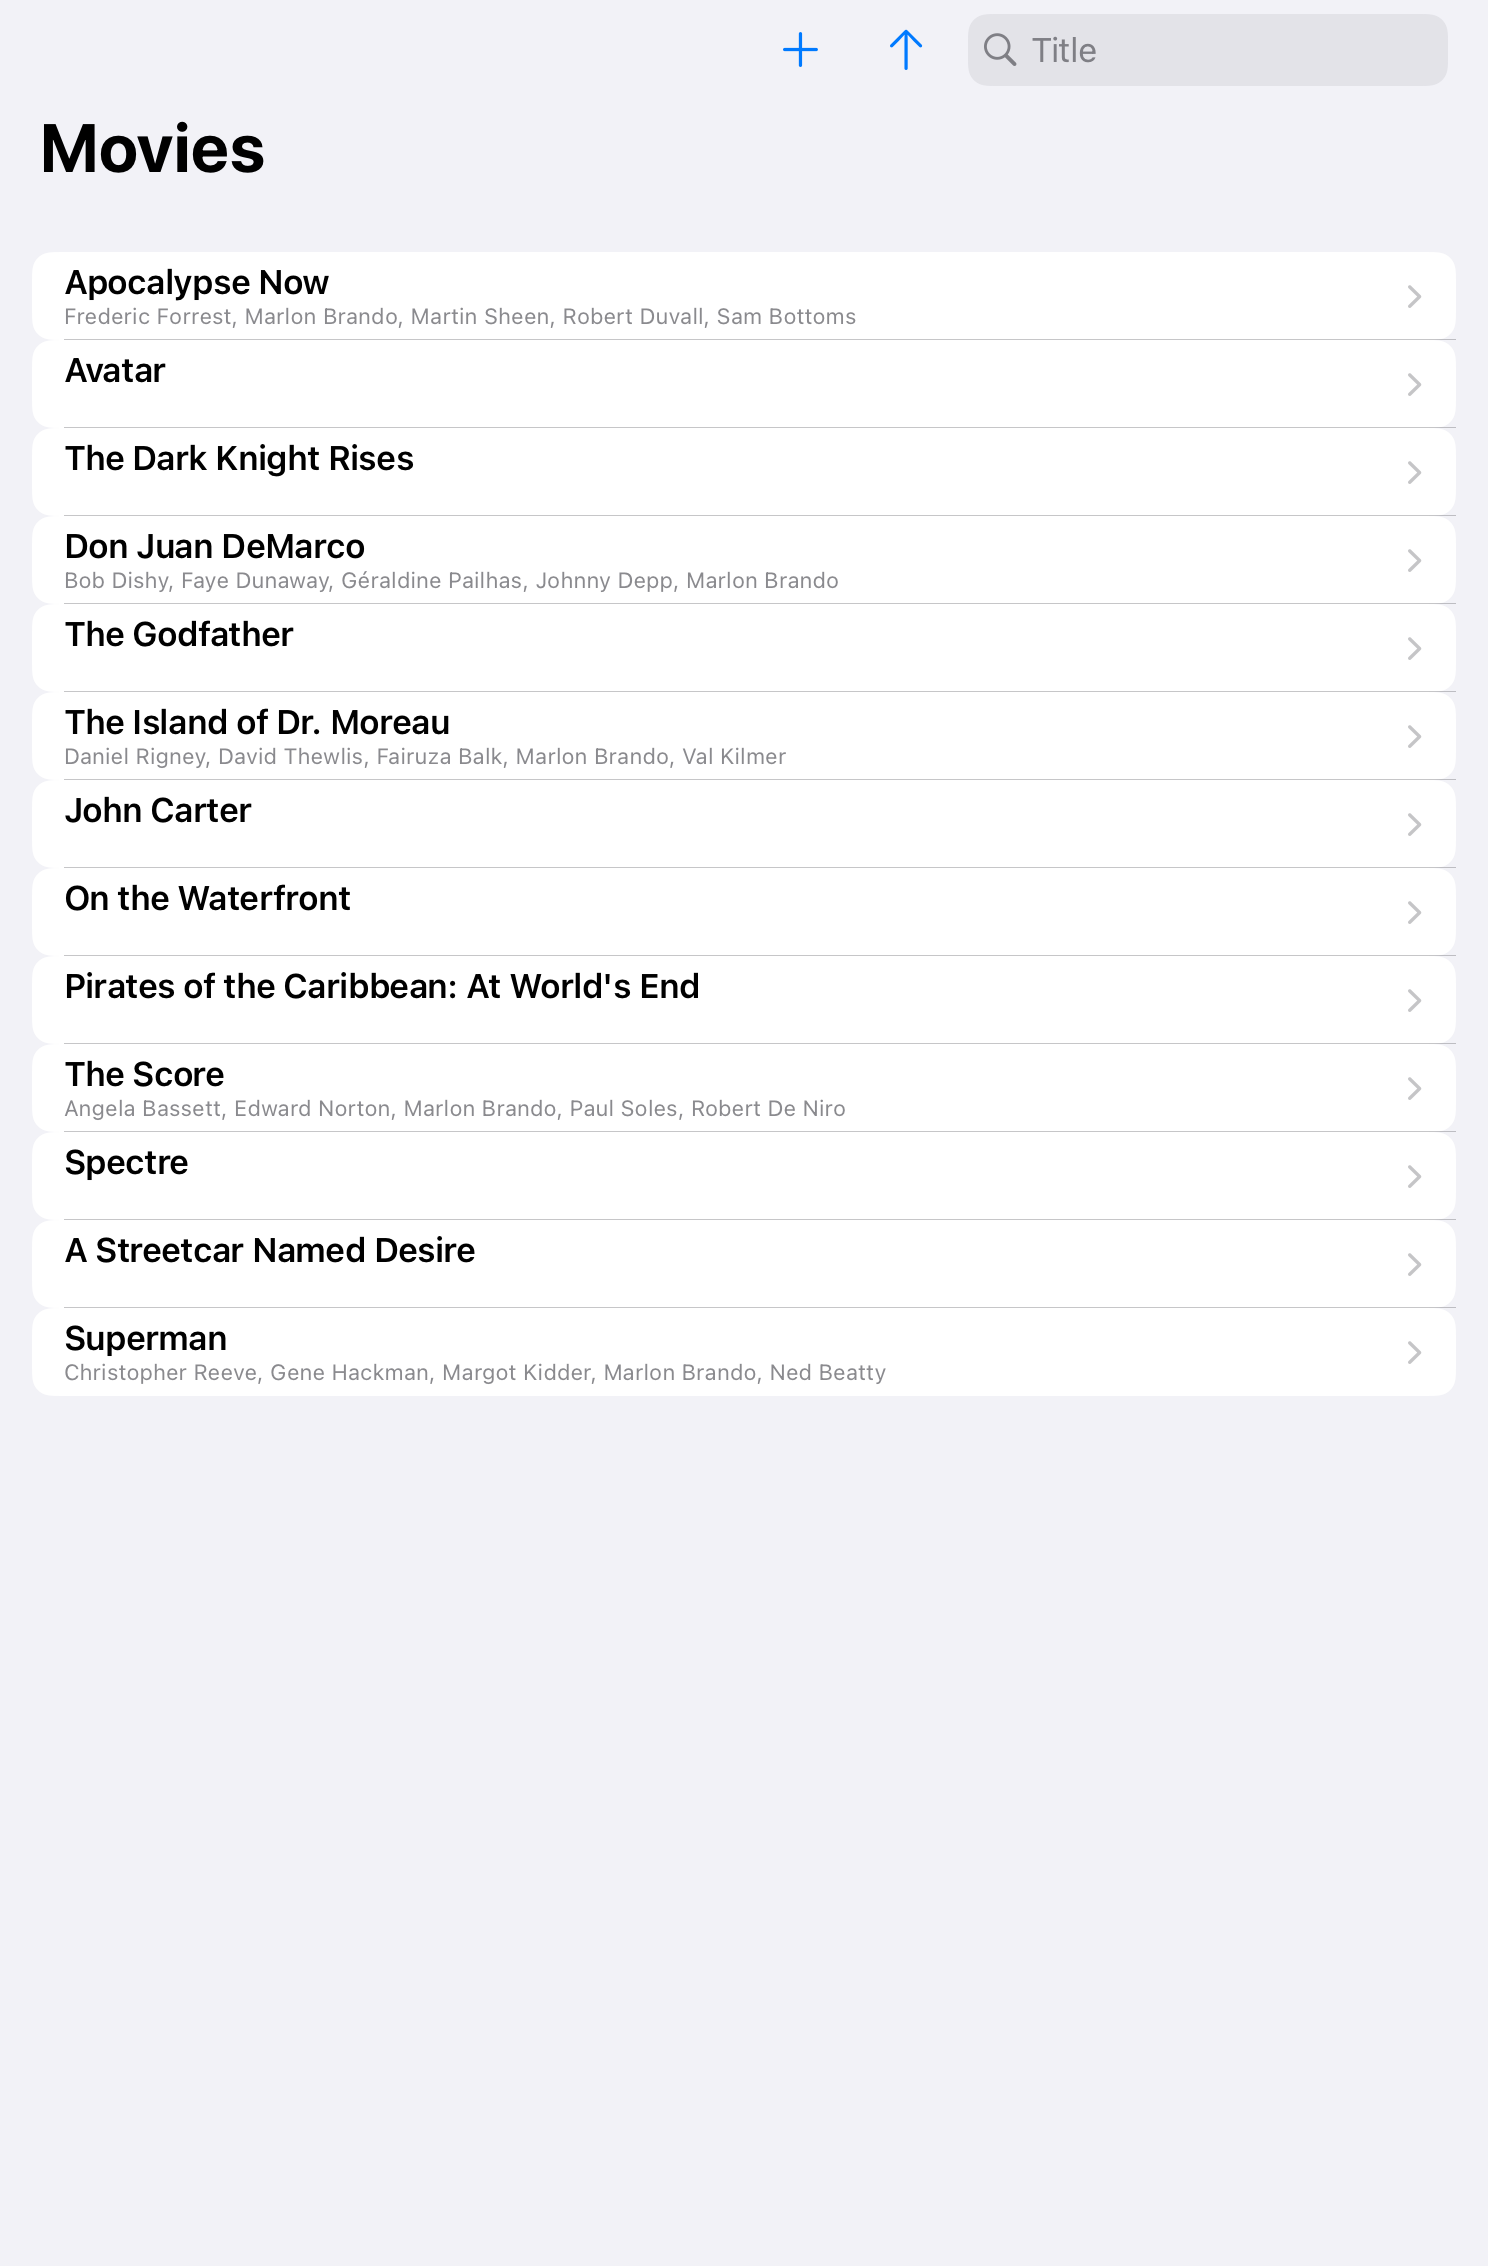 Title
Movies
Apocalypse Now
Frederic Forrest, Marlon Brando, Martin Sheen, Robert Duvall, Sam Bottoms
Avatar
The Dark Knight Rises
Don Juan DeMarco
Bob Dishy, Faye Dunaway, Géraldine Pailhas, Johnny Depp, Marlon Brando
The Godfather
The Island of Dr. Moreau
Daniel Rigney, David Thewlis, Fairuza Balk, Marlon Brando, Val Kilmer
John Carter
On the Waterfront
Pirates of the Caribbean: At World's End
The Score
Angela Bassett, Edward Norton, Marlon Brando, Paul Soles, Robert De Niro
Spectre
A Streetcar Named Desire
Superman
Christopher Reeve, Gene Hackman, Margot Kidder, Marlon Brando, Ned Beatty